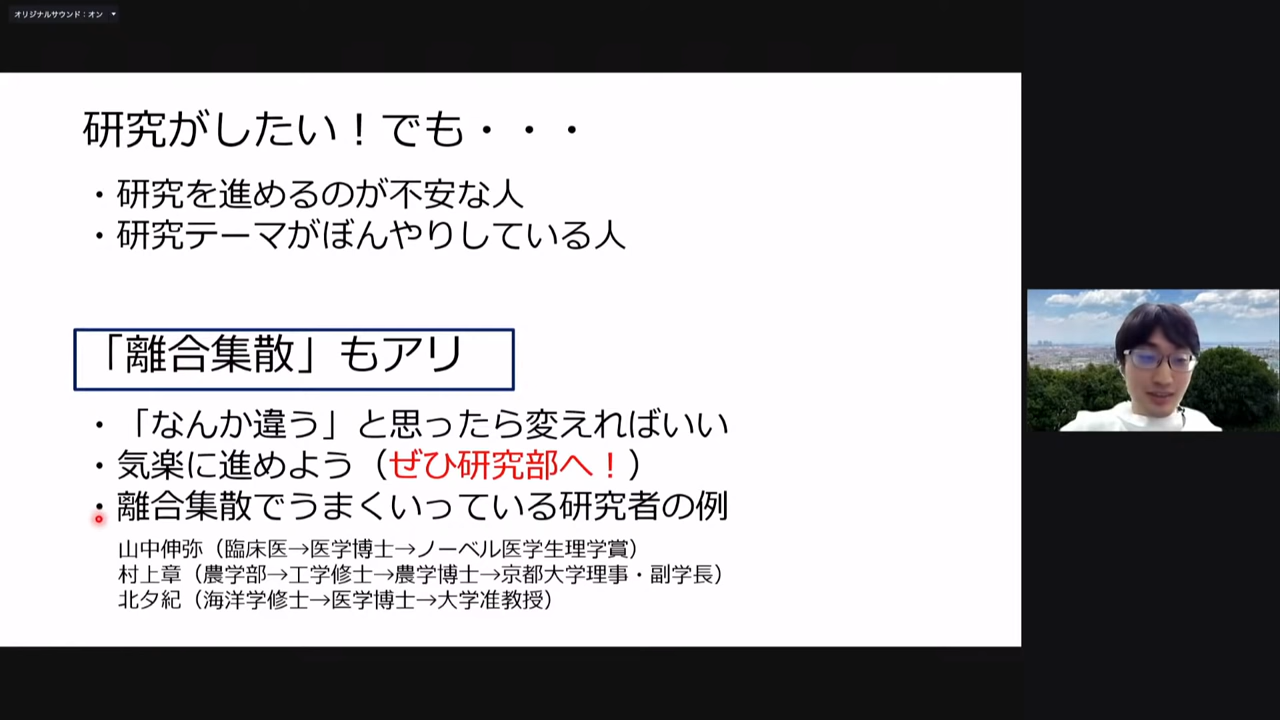 オリジナルサウンド：オン
研究がしたい！でも・・・
・研究を進めるのが不安な人
・研究テーマがぼんやりしている人
「離合集散」もアリ
・「なんか違う」と思ったら変えればいい
・気楽に進めよう（ぜひ研究部へ！）
・離合集散でうまくいっている研究者の例
山中伸弥（臨床医→医学博士→ノーベル医学生理学賞）
村上章（農学部→工学修士→農学博士→京都大学理事・副学長）
北夕紀（海洋学修士→医学博士→大学准教授）